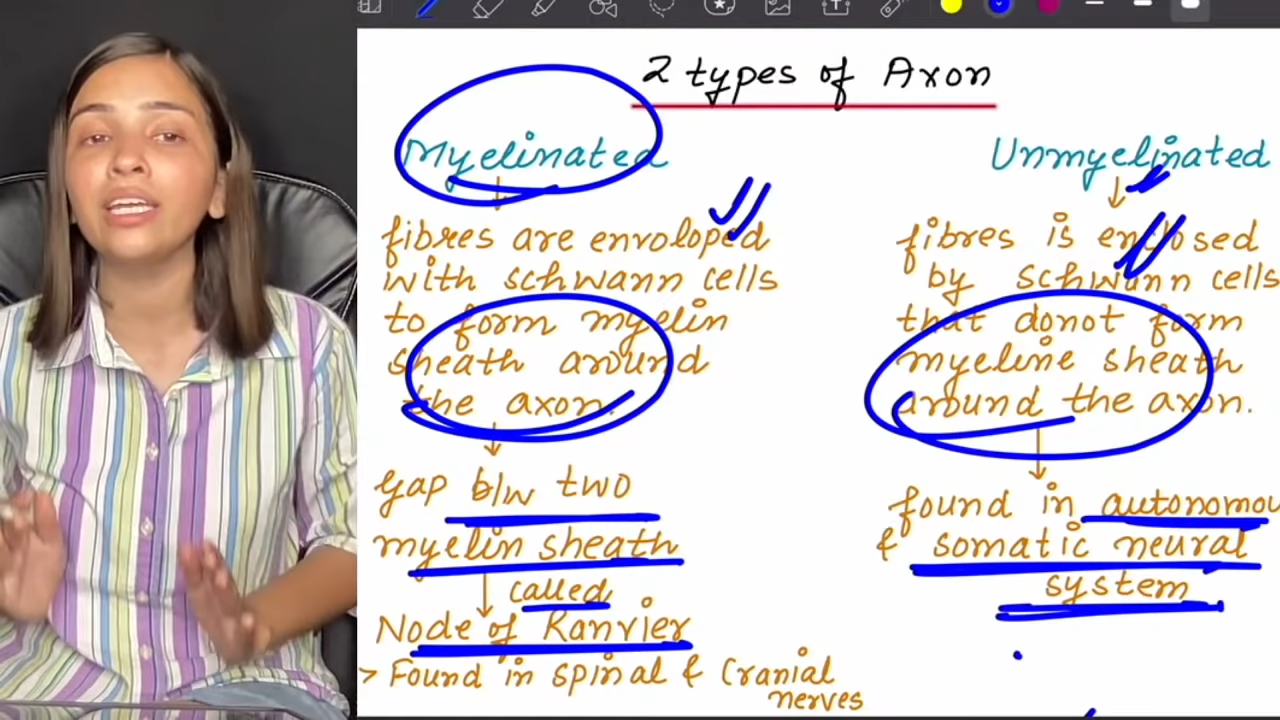 2 types of Axon
Myelinated
fibres are enveloped
with schwann cells
to form myelin
sheath around
the axon.
Gap b/w two
myelin sheath
called
Node of Ranvier
> Found in spinal & Cranial
nerves
Unmyelinated
fibres is enclosed
by schwann cells
that donot form
myeline sheath
around the axon.
found in autonomou
& somatic neural
system